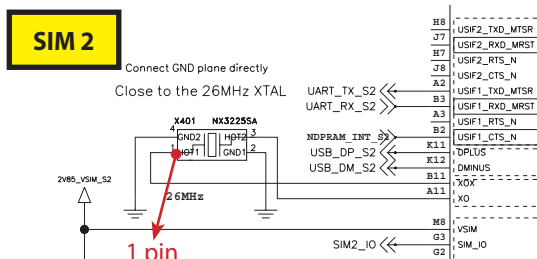 SIM 2
Connect GND plane directly
Close to the 26MHz XTAL
X401 NX3225SA
4 GND2 HOT2 3
1 HOT1 GND1 2
26MHz
2V85_VSIM_S2
1 pin
UART_TX_S2
UART_RX_S2
NDPRAM_INT_S2
USB_DP_S2
USB_DM_S2
SIM2_IO
H8 USIF2_TXD_MTSR
J7 USIF2_RXD_MRST
H7 USIF2_RTS_N
J8 USIF2_CTS_N
A2 USIF1_TXD_MTSR
B3 USIF1_RXD_MRST
A3 USIF1_RTS_N
B2 USIF1_CTS_N
K11 DPLUS
K12 DMINUS
B11 XOX
A11 XO
M8 VSIM
G3 SIM_IO
G2